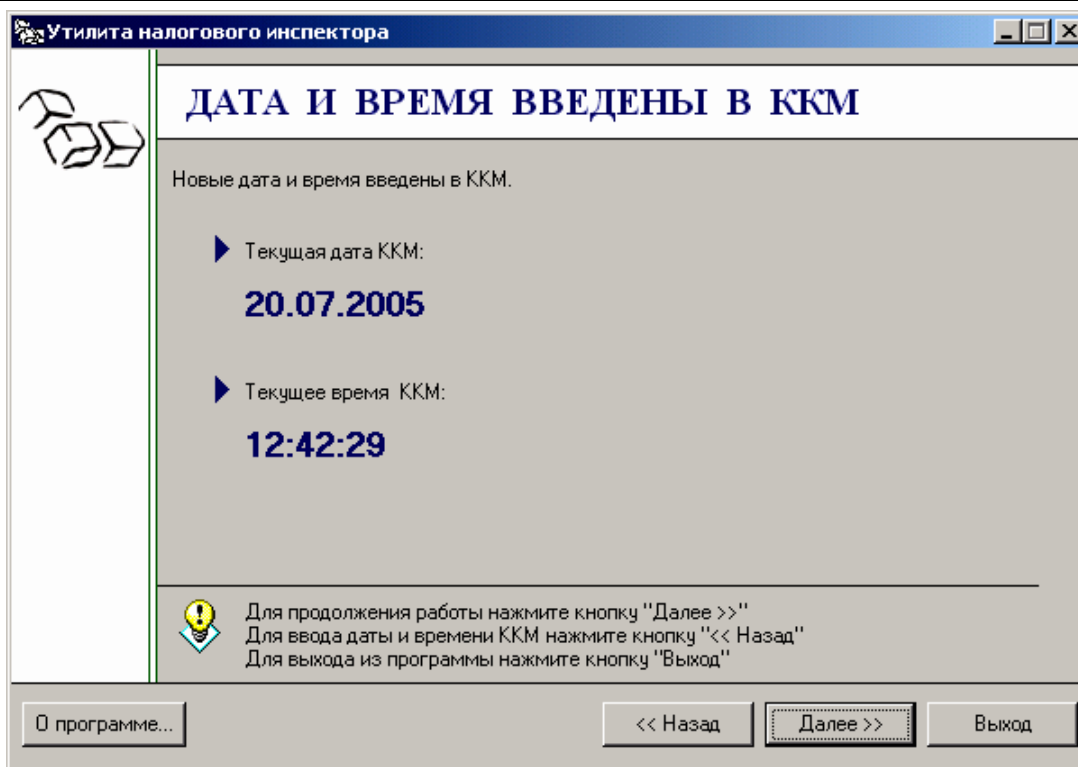 Утилита налогового инспектора
ДАТА И ВРЕМЯ ВВЕДЕНЫ В ККМ
Новые дата и время введены в ККМ.
Текущая дата ККМ:
20.07.2005
Текущее время ККМ:
12:42:29
Для продолжения работы нажмите кнопку "Далее >>"
Для ввода даты и времени ККМ нажмите кнопку "<< Назад"
Для выхода из программы нажмите кнопку "Выход"
О программе...
<< Назад
Далее >>
Выход